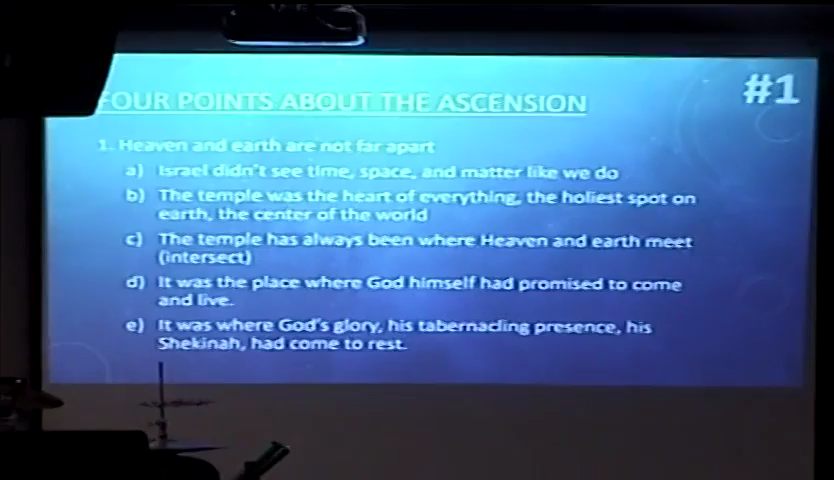 FOUR POINTS ABOUT THE ASCENSION
#1
1. Heaven and earth are not far apart
a) Israel didn't see time, space, and matter like we do
b) The temple was the heart of everything, the holiest spot on
earth, the center of the world
c) The temple has always been where Heaven and earth meet
(intersect)
d) It was the place where God himself had promised to come
and live.
e) It was where God's glory, his tabernacling presence, his
Shekinah, had come to rest.